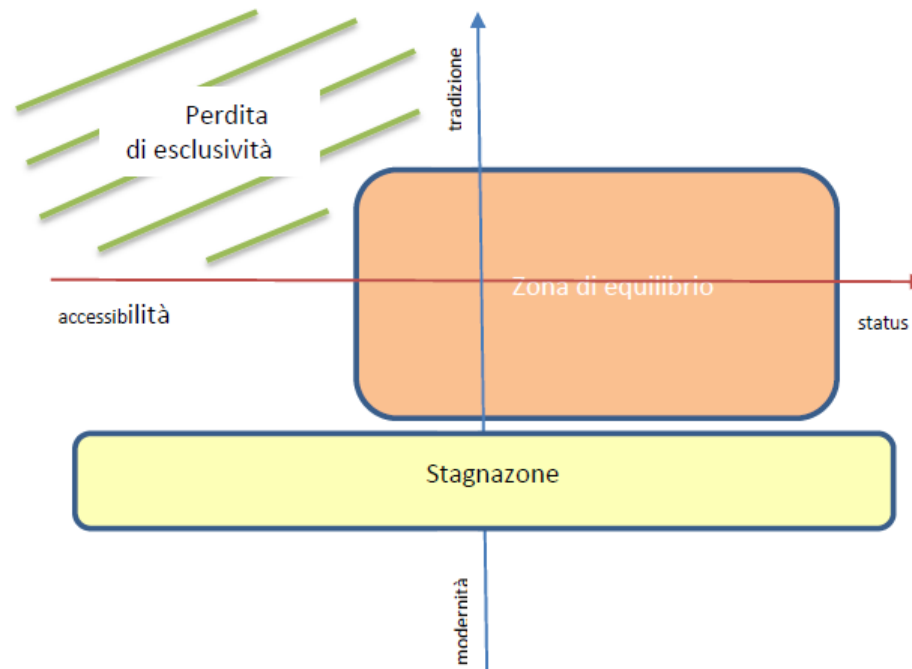 tradizione
Perdita
di esclusività
Zona di equilibrio
accessibilità
status
Stagnazone
modernità